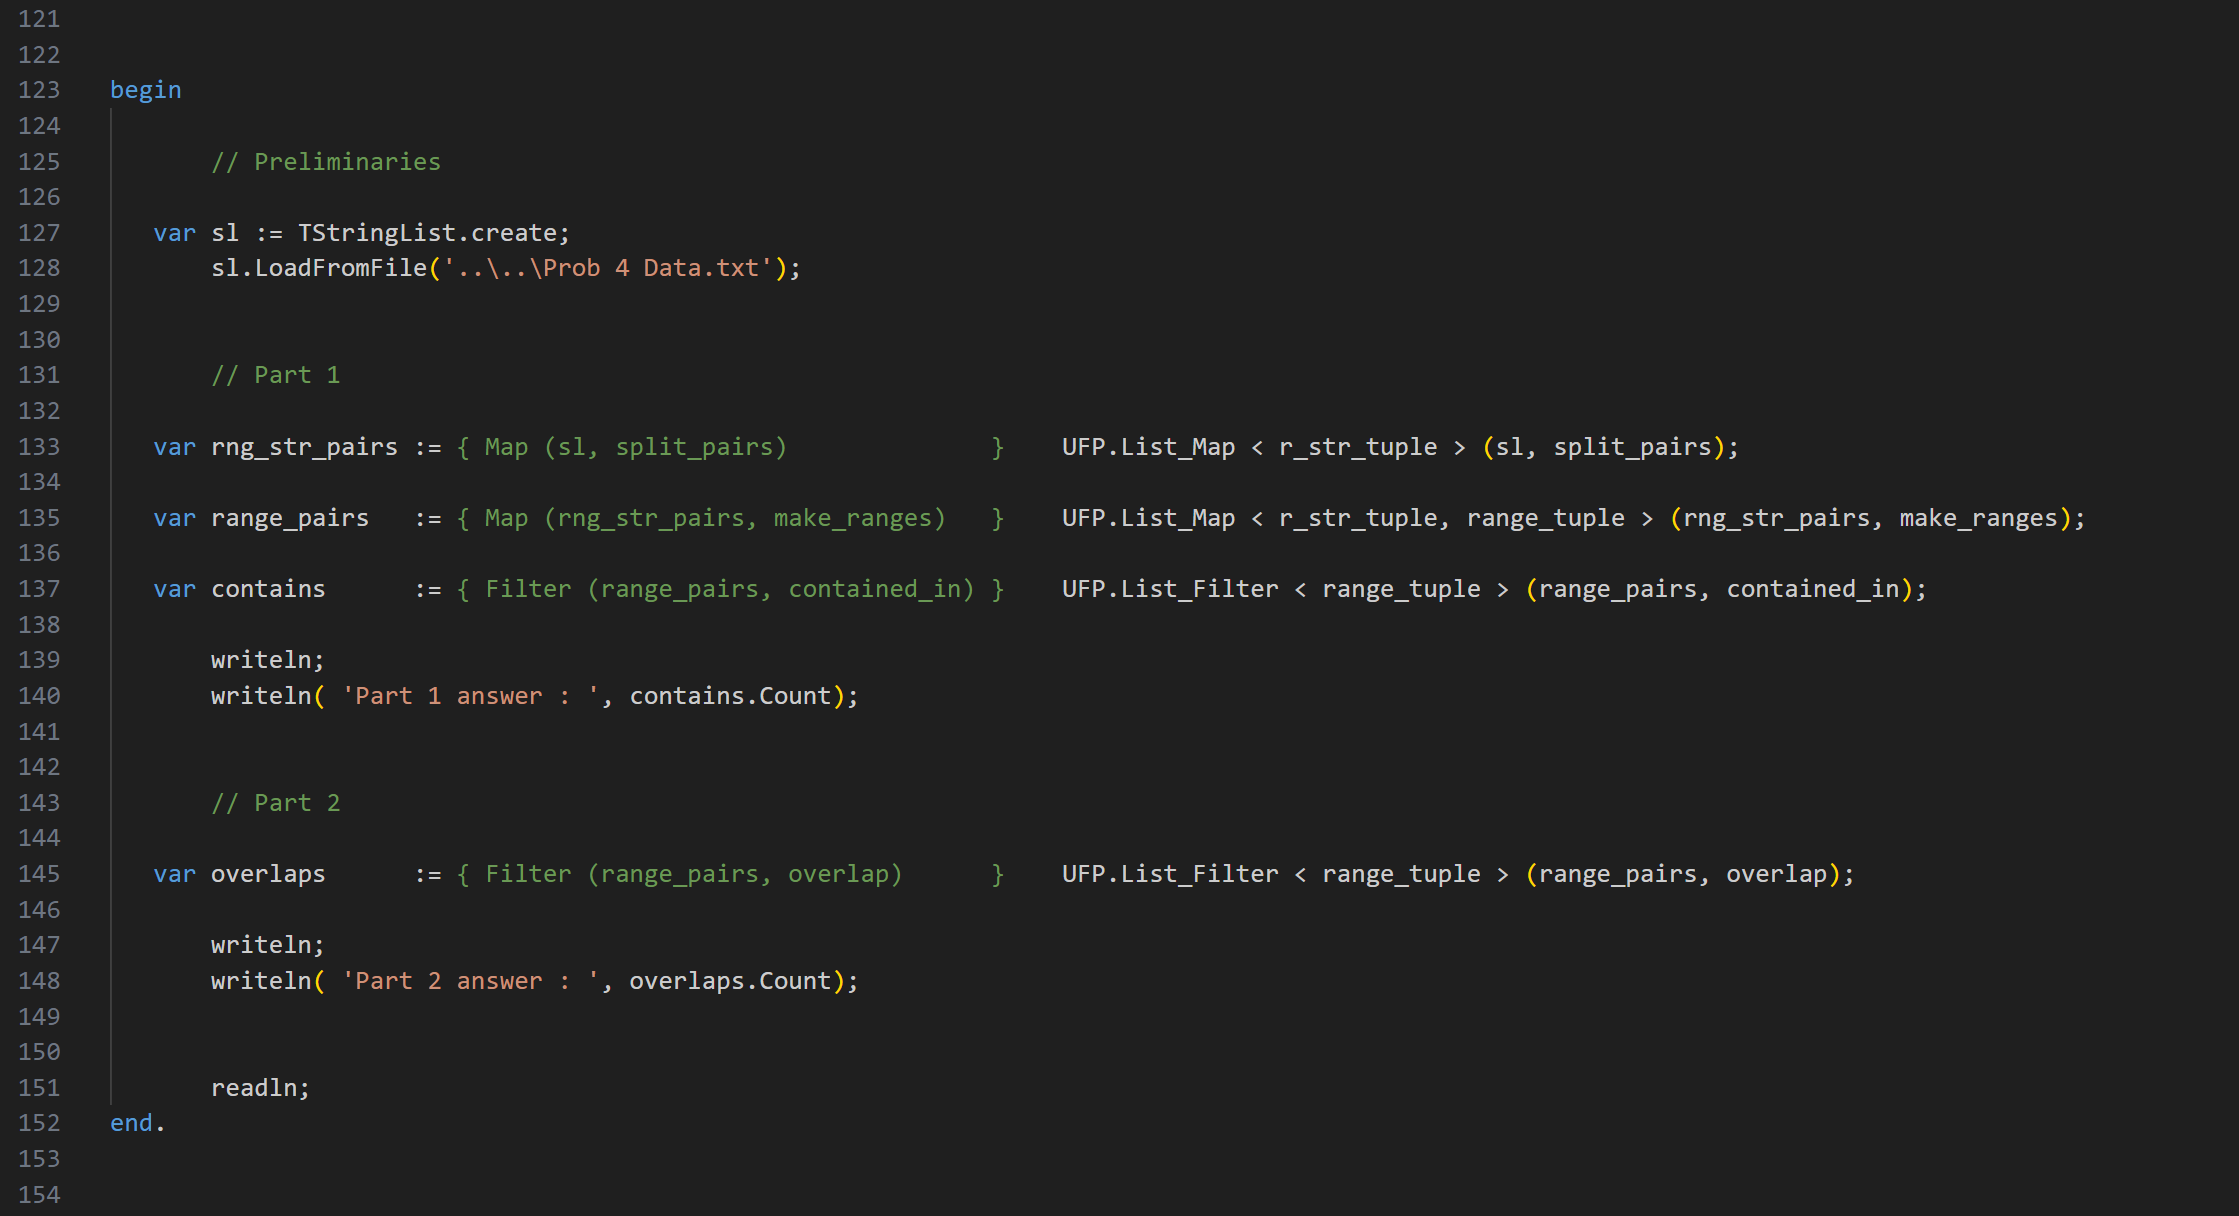 121
122
123 begin
124
125 // Preliminaries
126
127 var sl := TStringList.create;
128 sl.LoadFromFile('..\..\Prob 4 Data.txt');
129
130
131 // Part 1
132
133 var rng_str_pairs := { Map (sl, split_pairs) } UFP.List_Map < r_str_tuple > (sl, split_pairs);
134
135 var range_pairs := { Map (rng_str_pairs, make_ranges) } UFP.List_Map < r_str_tuple, range_tuple > (rng_str_pairs, make_ranges);
136
137 var contains := { Filter (range_pairs, contained_in) } UFP.List_Filter < range_tuple > (range_pairs, contained_in);
138
139 writeln;
140 writeln( 'Part 1 answer : ', contains.Count);
141
142
143 // Part 2
144
145 var overlaps := { Filter (range_pairs, overlap) } UFP.List_Filter < range_tuple > (range_pairs, overlap);
146
147 writeln;
148 writeln( 'Part 2 answer : ', overlaps.Count);
149
150
151 readln;
152 end.
153
154